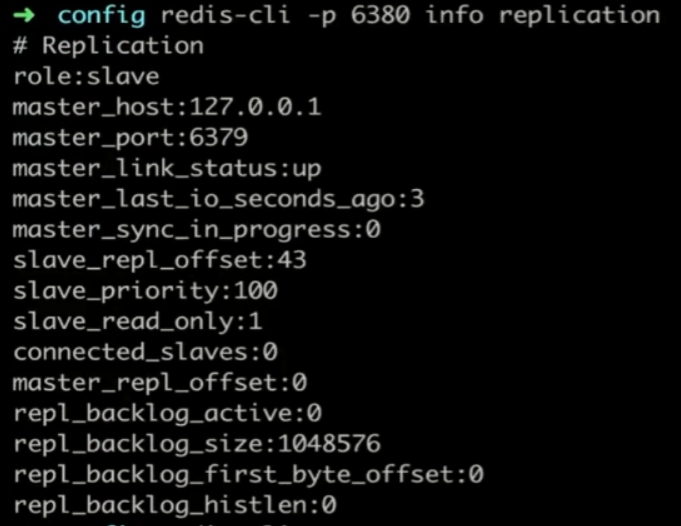 ➜ config redis-cli -p 6380 info replication
# Replication
role:slave
master_host:127.0.0.1
master_port:6379
master_link_status:up
master_last_io_seconds_ago:3
master_sync_in_progress:0
slave_repl_offset:43
slave_priority:100
slave_read_only:1
connected_slaves:0
master_repl_offset:0
repl_backlog_active:0
repl_backlog_size:1048576
repl_backlog_first_byte_offset:0
repl_backlog_histlen:0